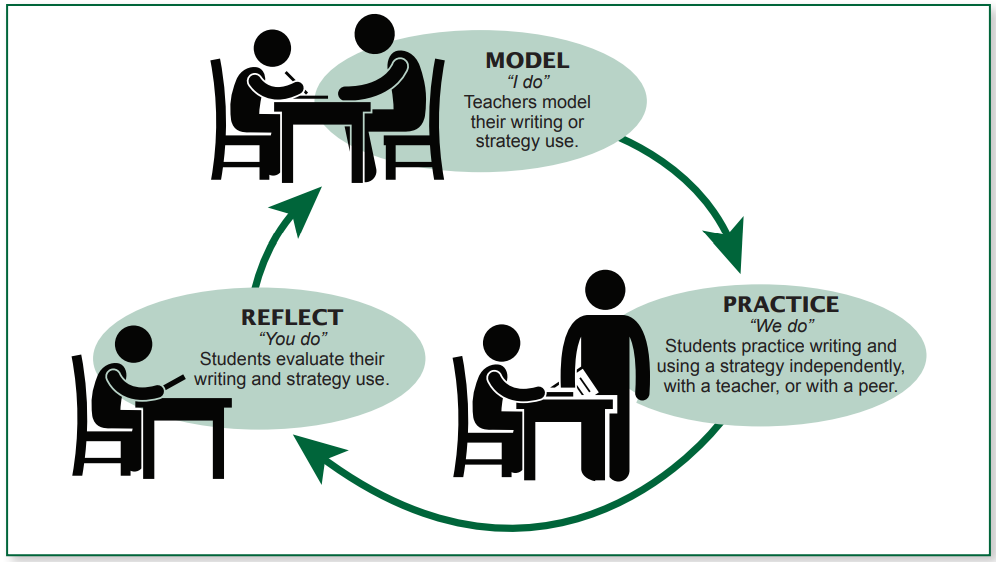 MODEL
“I do”
Teachers model
their writing or
strategy use.
PRACTICE
“We do”
Students practice writing and
using a strategy independently,
with a teacher, or with a peer.
REFLECT
“You do”
Students evaluate their
writing and strategy use.